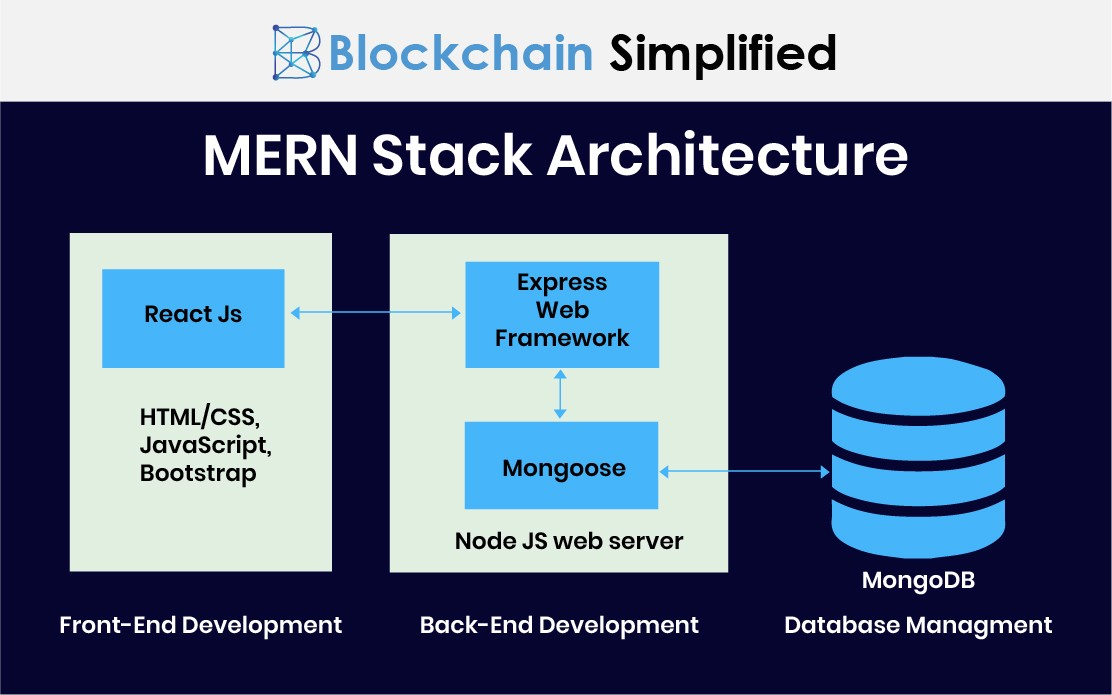 Blockchain Simplified
MERN Stack Architecture
React Js
HTML/CSS,
JavaScript,
Bootstrap
Front-End Development
Express
Web
Framework
Mongoose
Node JS web server
Back-End Development
MongoDB
Database Managment